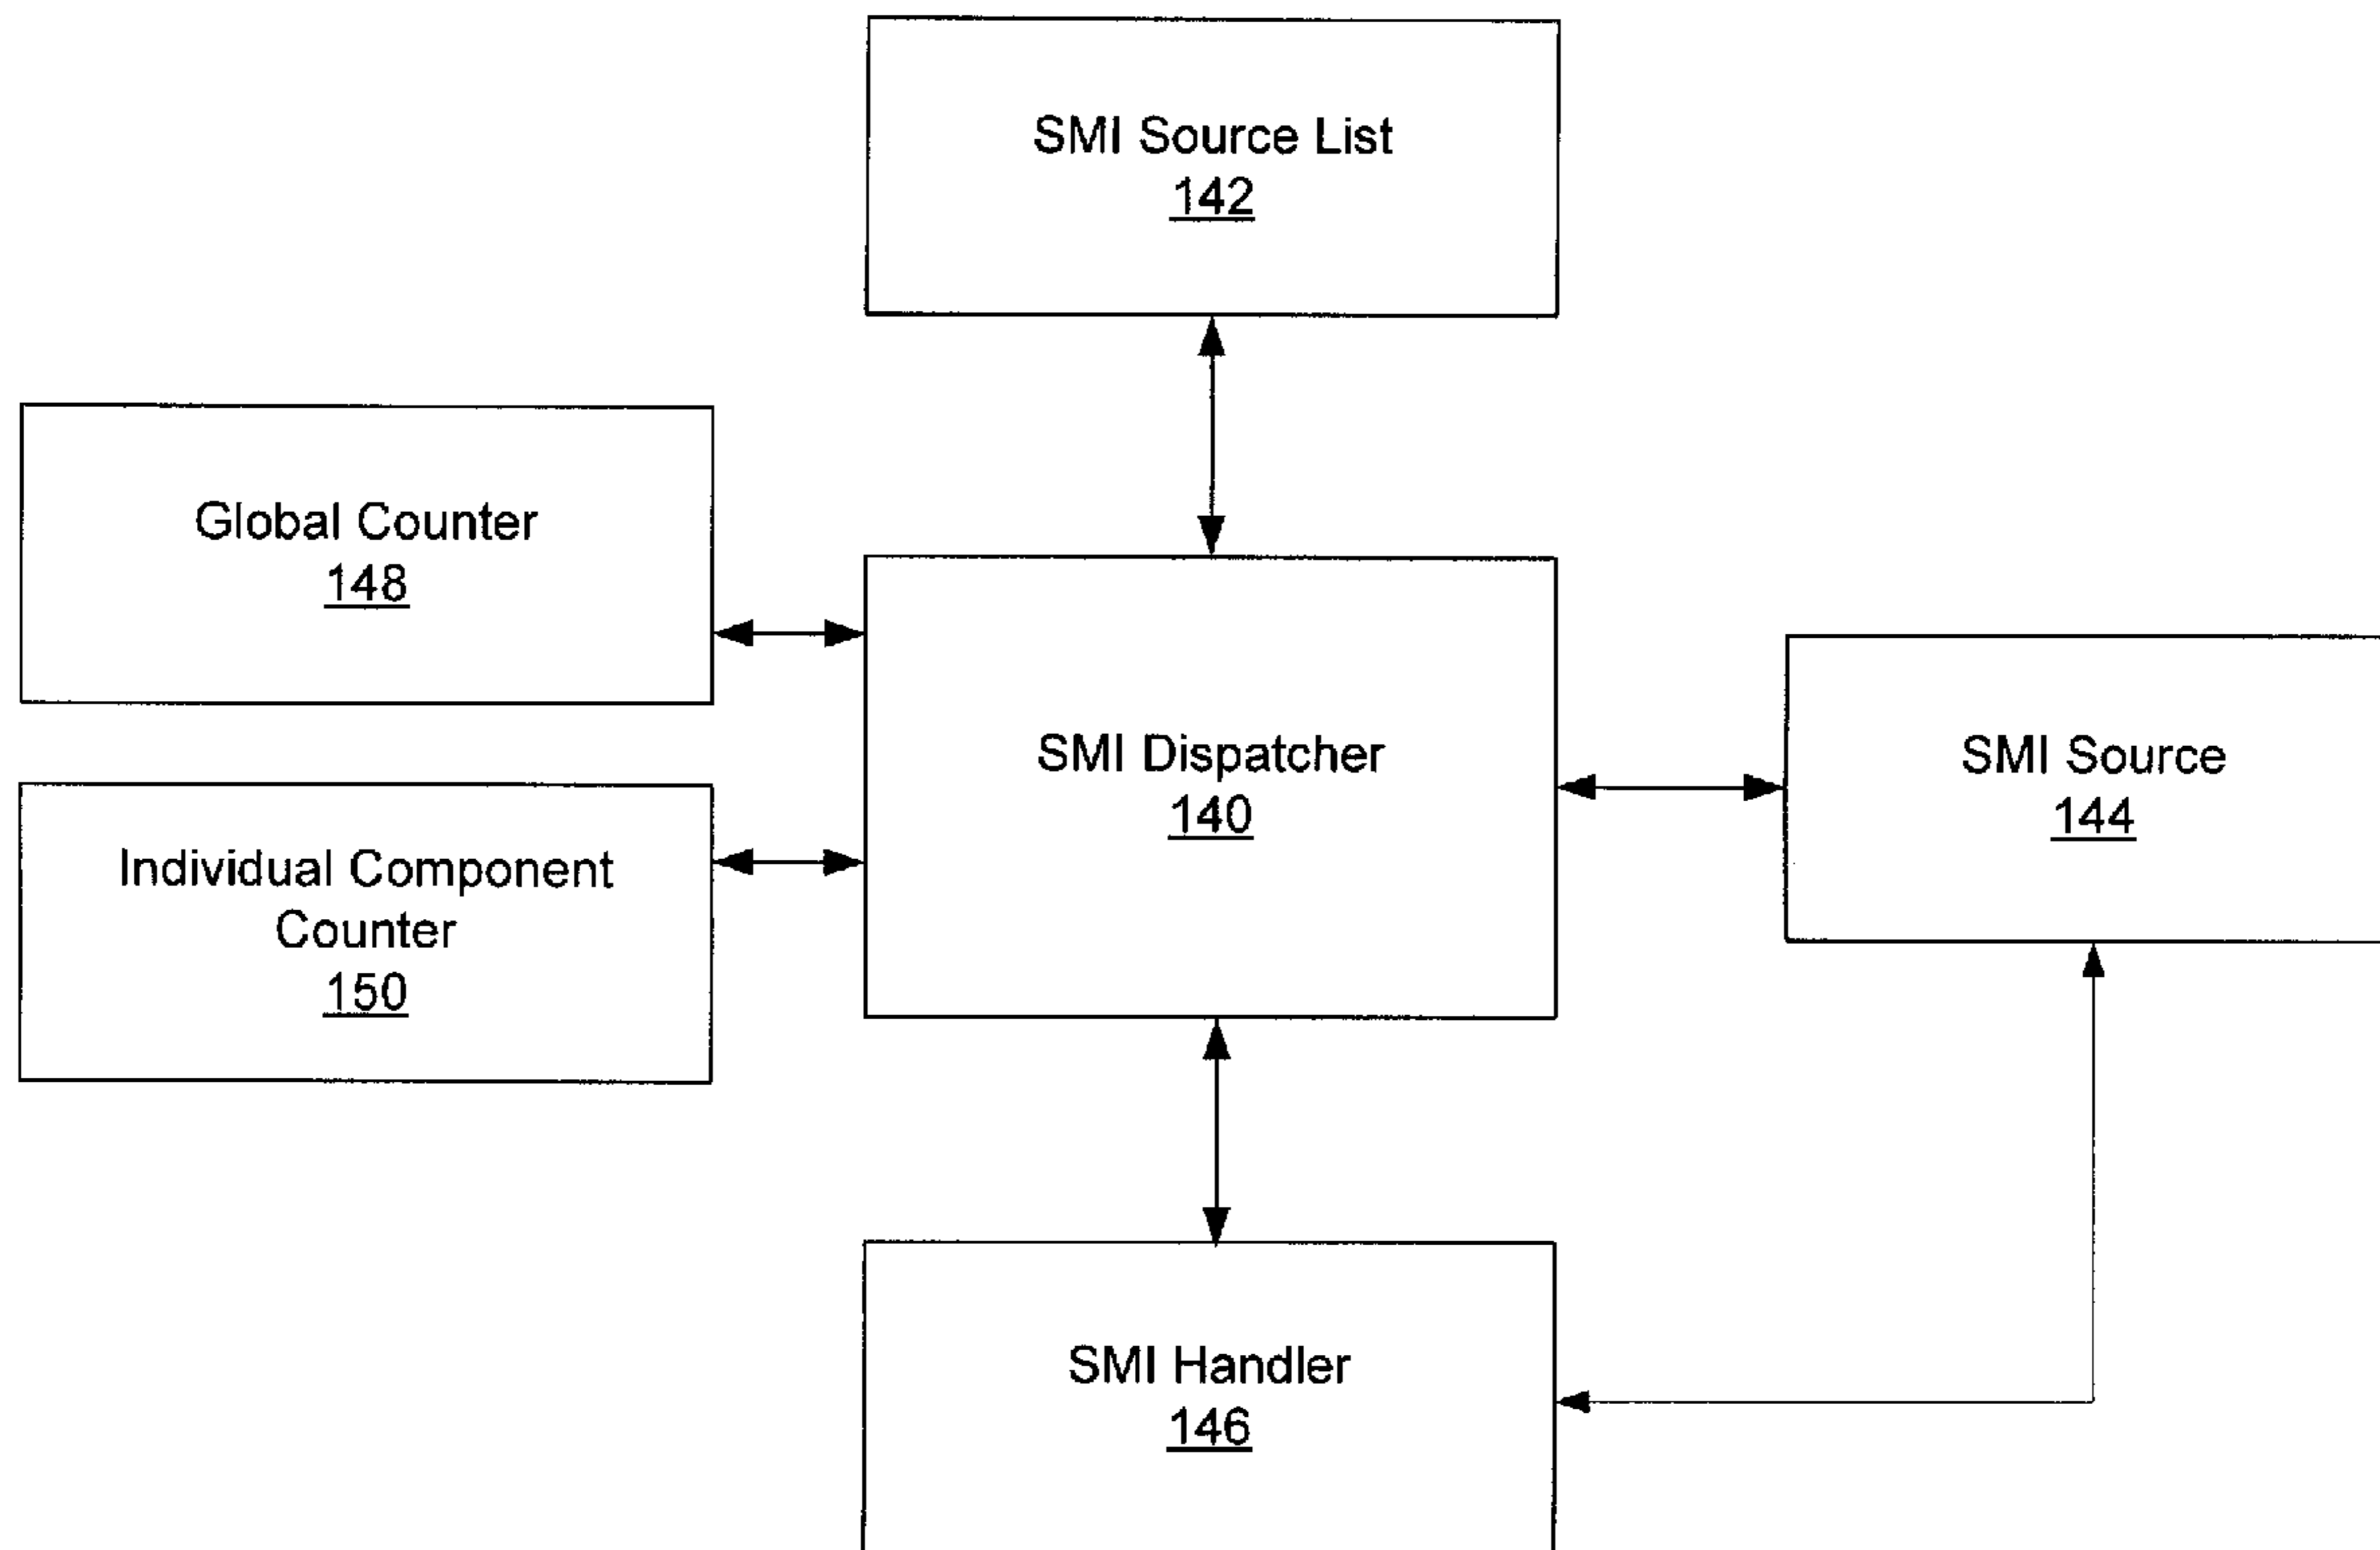 SMI Source List
142
Global Counter
148
SMI Dispatcher
140
SMI Source
144
Individual Component
Counter
150
SMI Handler
146